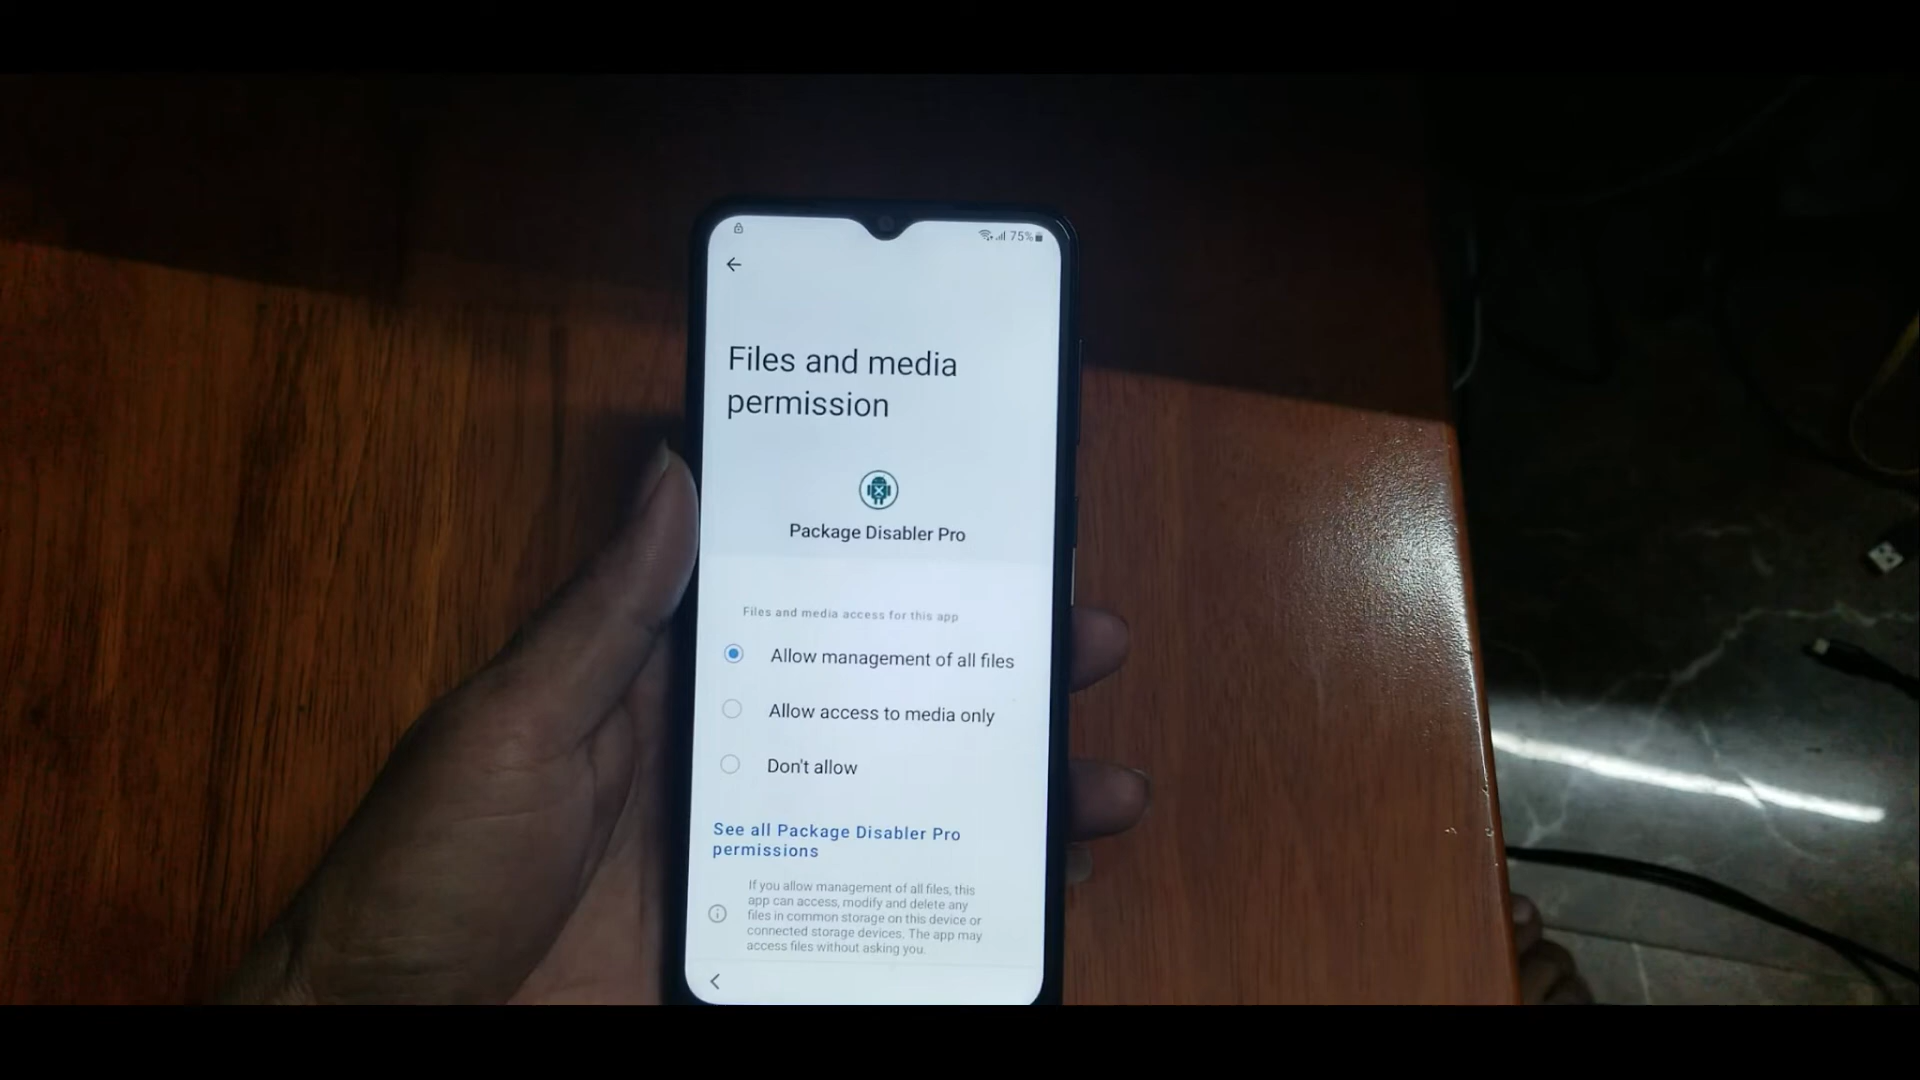 75%
Files and media
permission
Package Disabler Pro
Files and media access for this app
Allow management of all files
Allow access to media only
Don't allow
See all Package Disabler Pro
permissions
If you allow management of all files, this
app can access, modify and delete any
files in common storage on this device or
connected storage devices. The app may
access files without asking you.